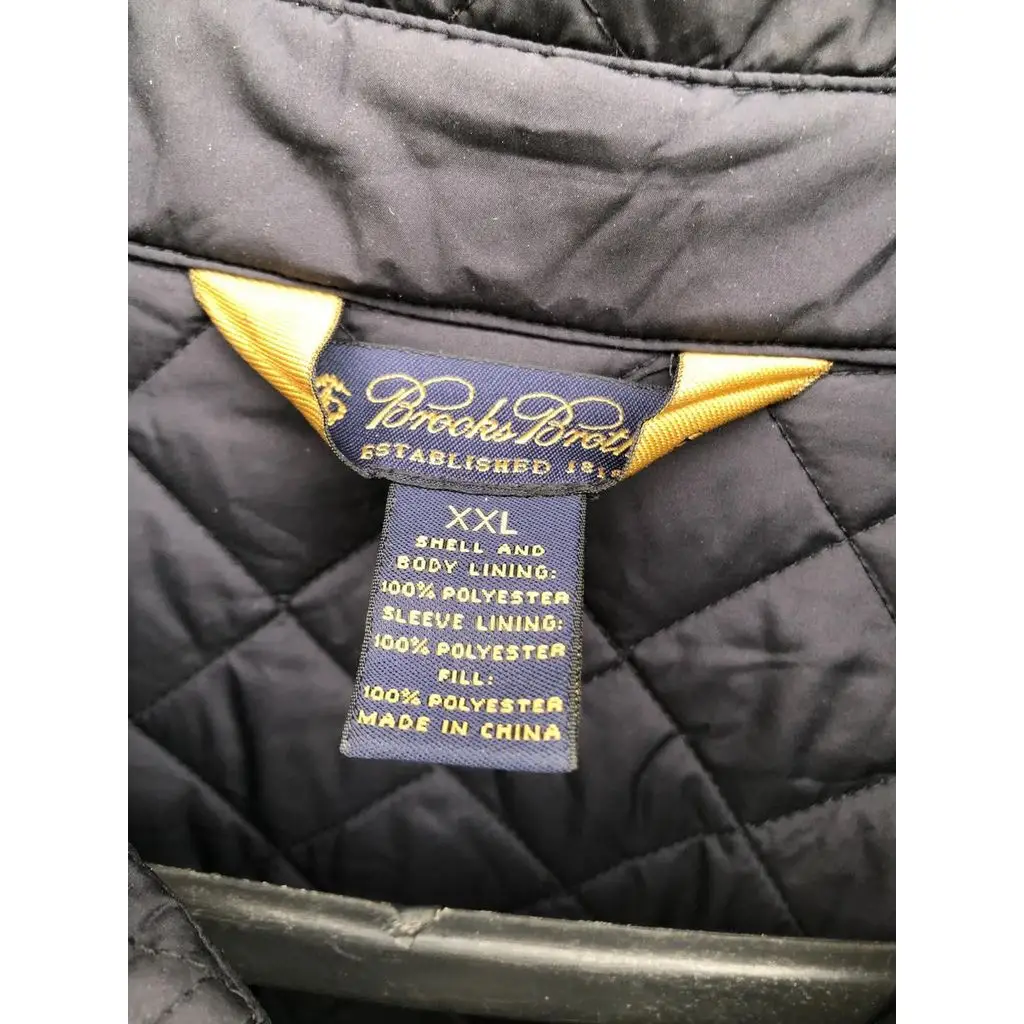 Brooks Broth
ESTABLISHED 181
XXL
SHELL AND
BODY LINING:
100% POLYESTER
SLEEVE LINING:
100% POLYESTER
FILL:
100% POLYESTER
MADE IN CHINA